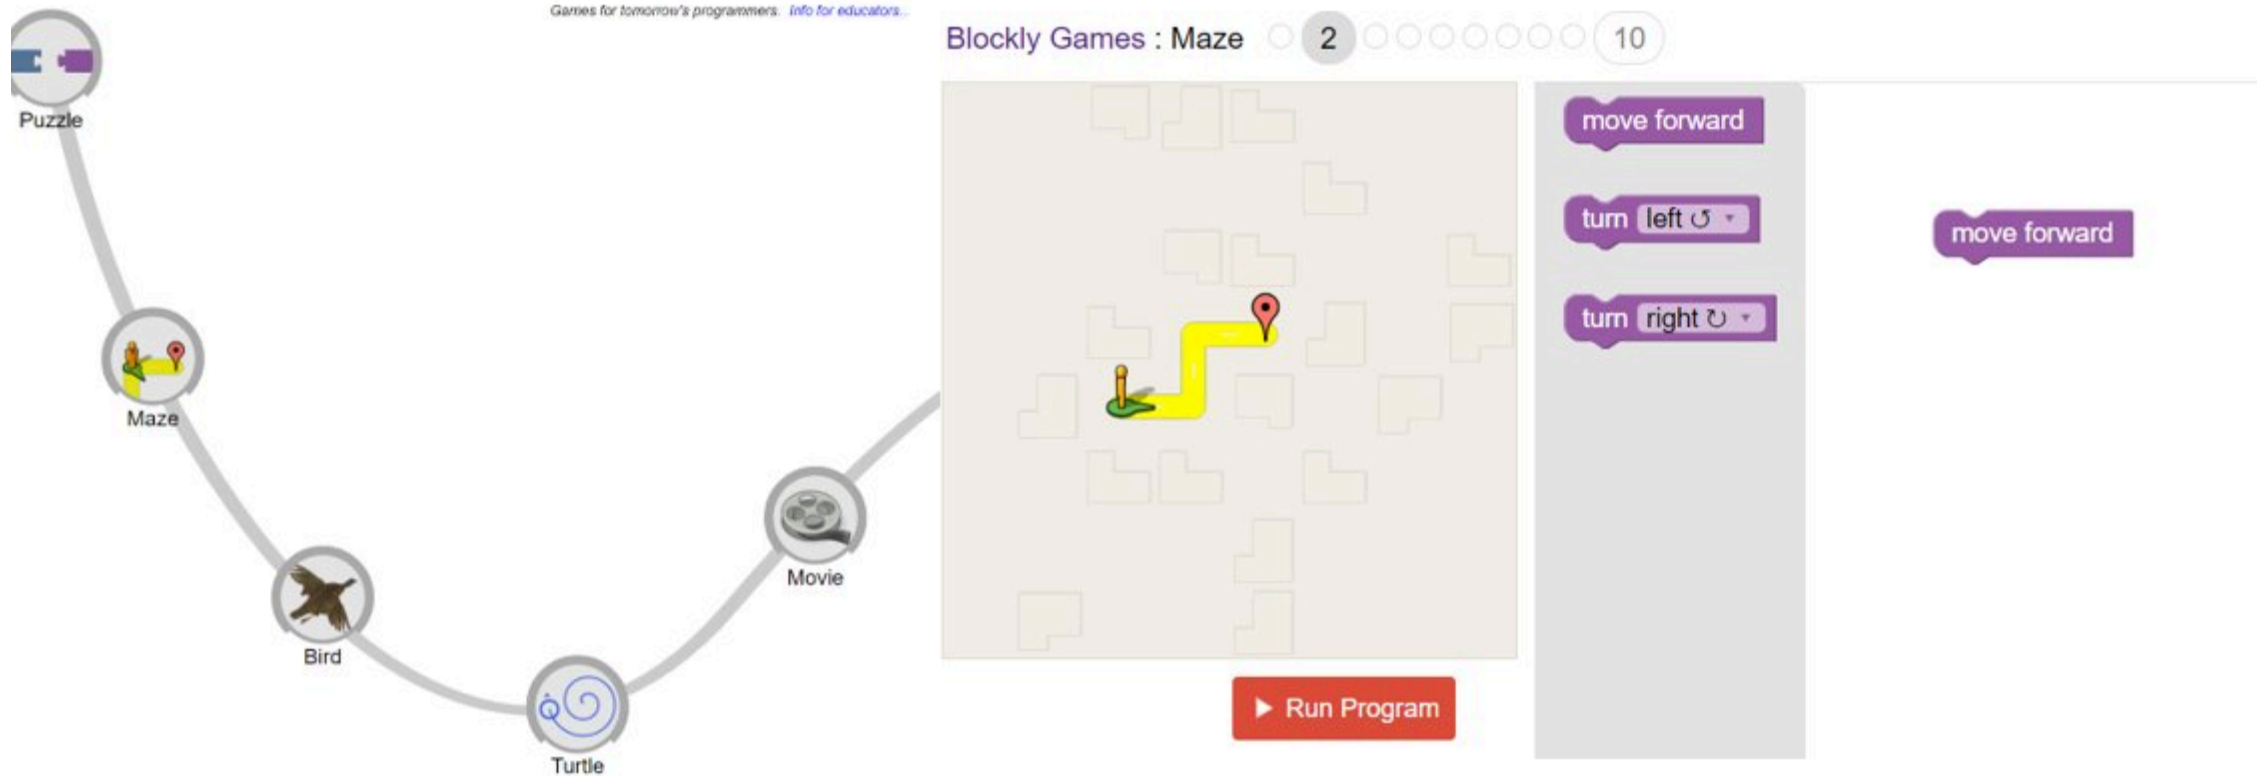 Games for tomorrow's programmers. Info for educators...
Puzzle
Maze
Bird
Turtle
Movie
Blockly Games : Maze 2 10
move forward
turn left ↺ ▾
turn right ↻ ▾
move forward
▶ Run Program